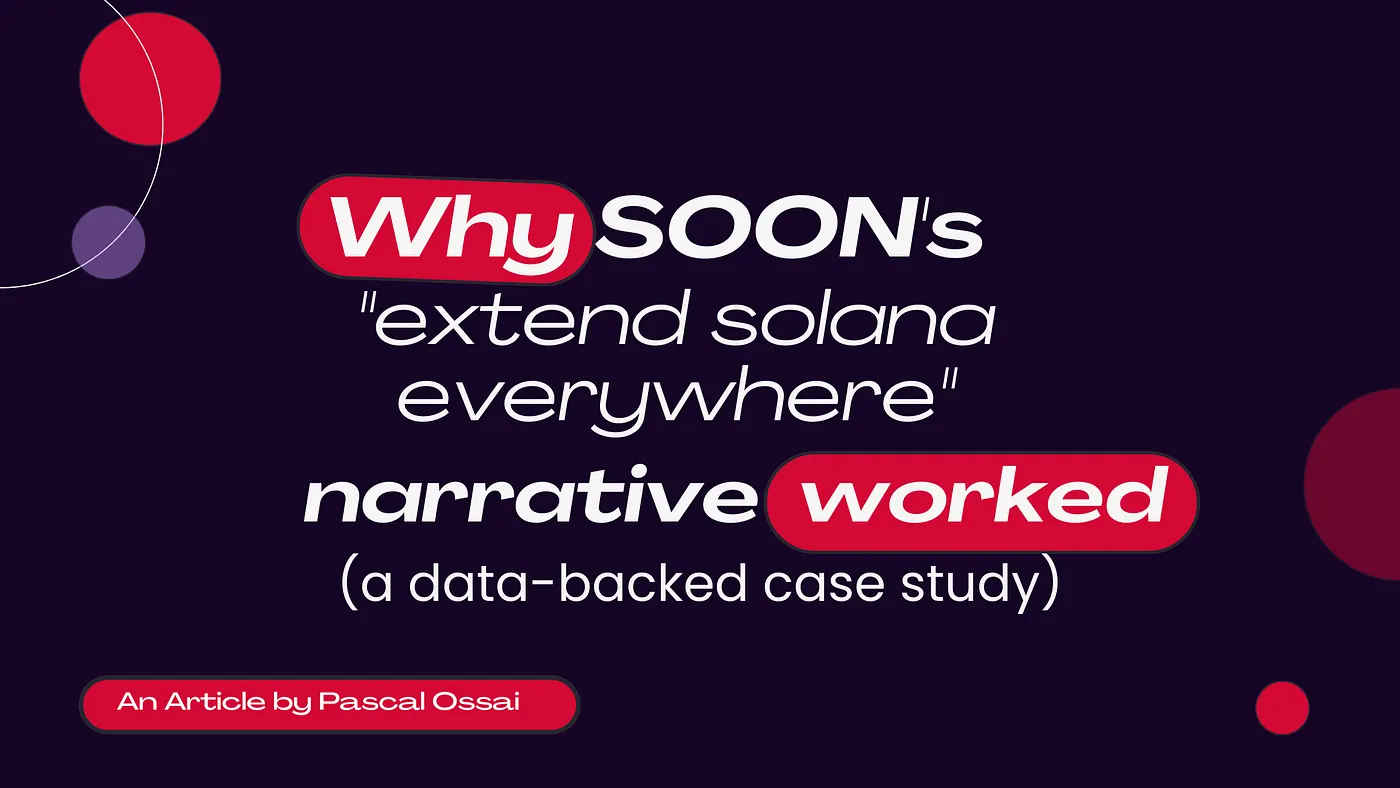 Why SOON's
"extend solana
everywhere"
narrative worked
(a data-backed case study)
An Article by Pascal Ossai